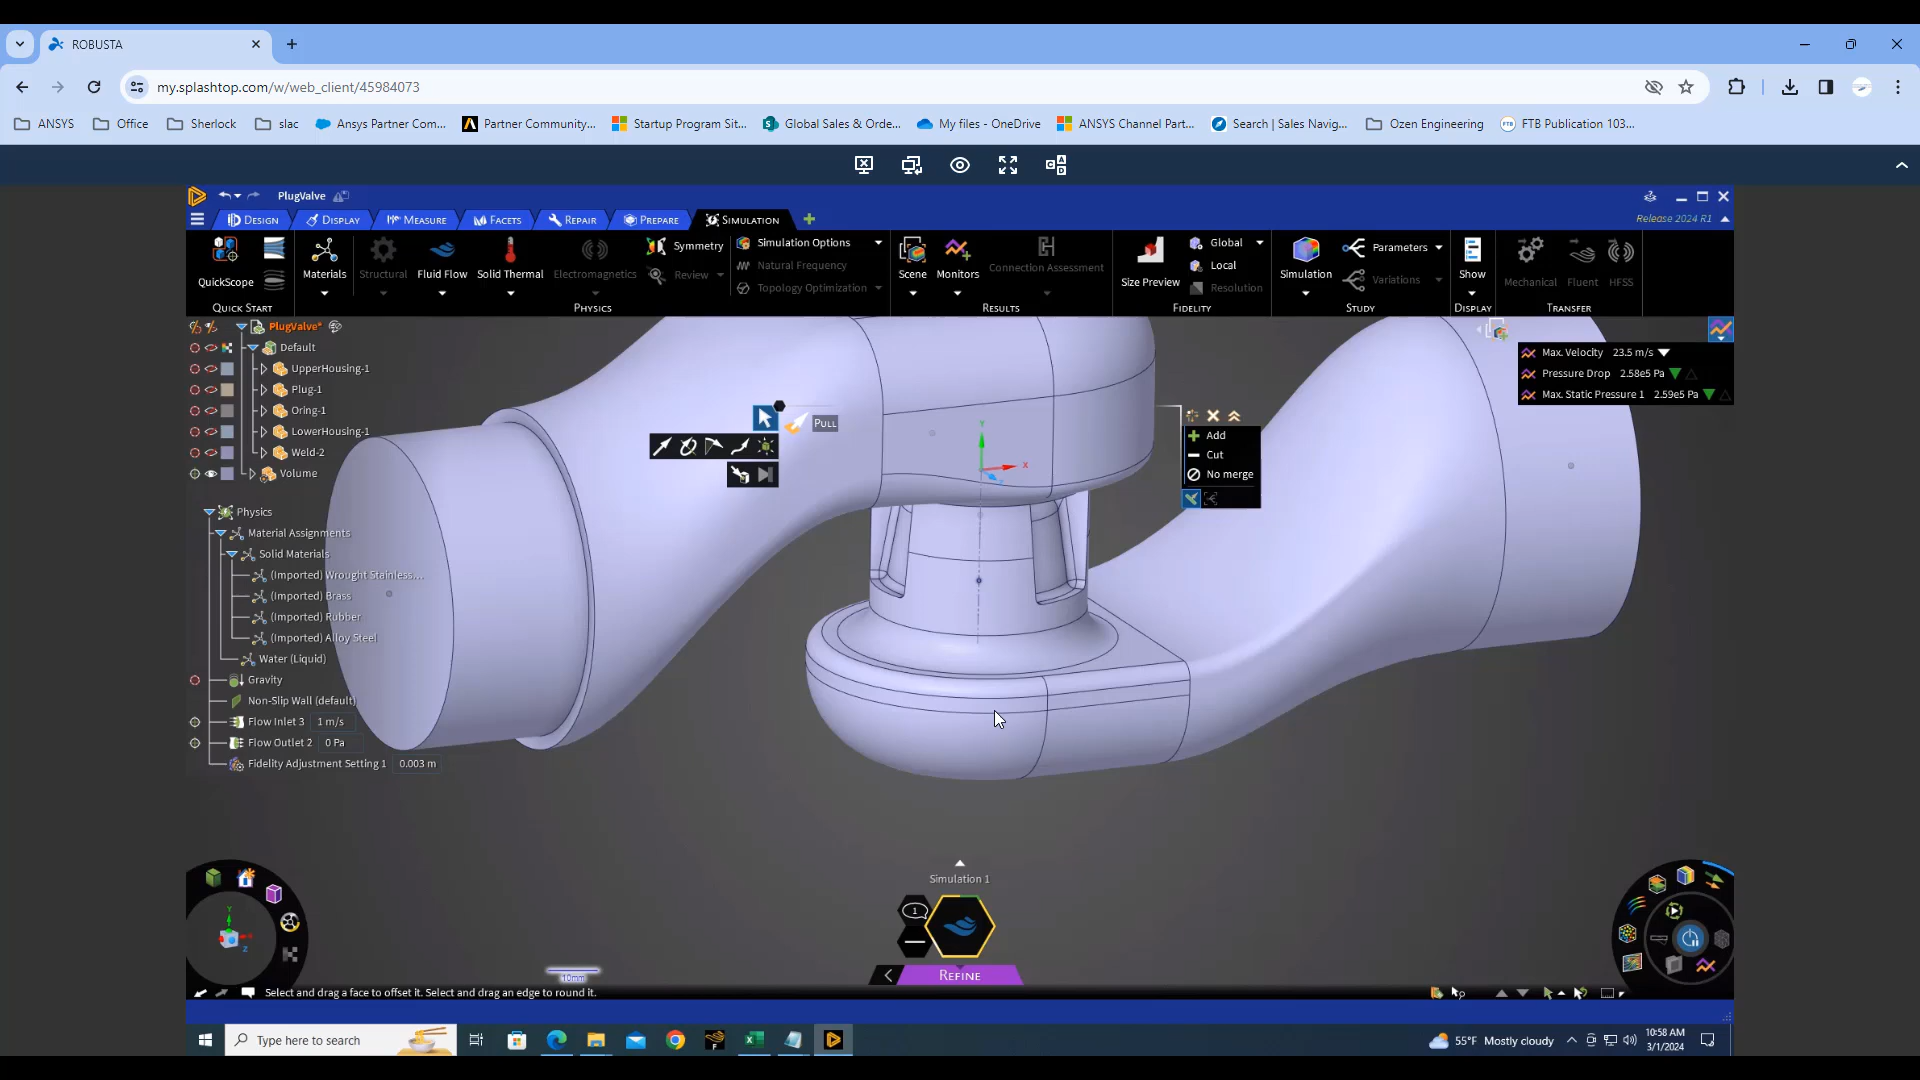 ROBUSTA
my.splashtop.com/w/web_client/45984073
ANSYS
Office
Sherlock
slac
Ansys Partner Com...
Partner Community...
Startup Program Sit...
Global Sales & Orde...
My files - OneDrive
ANSYS Channel Part...
Search | Sales Navig...
Ozen Engineering
FTB Publication 103...
PlugValve
DESIGN
DISPLAY
MEASURE
FACETS
REPAIR
PREPARE
SIMULATION
Release 2024 R1
QuickScope
QUICK START
Materials
Structural
Fluid Flow
Solid Thermal
Electromagnetics
Symmetry
Review
Simulation Options
Natural Frequency
Topology Optimization
PHYSICS
Scene
Monitors
Connection Assessment
RESULTS
Size Preview
Global
Local
Resolution
FIDELITY
Simulation
Parameters
Variations
STUDY
Show
DISPLAY
Mechanical
Fluent
HFSS
TRANSFER
PlugValve*
Default
UpperHousing-1
Plug-1
Oring-1
LowerHousing-1
Weld-2
Volume
Physics
Material Assignments
Solid Materials
(Imported) Wrought Stainless...
(Imported) Brass
(Imported) Rubber
(Imported) Alloy Steel
Water (Liquid)
Gravity
Non-Slip Wall (default)
Flow Inlet 3 1 m/s
Flow Outlet 2 0 Pa
Fidelity Adjustment Setting 1 0.003 m
PULL
Y
X
Add
Cut
No merge
Max. Velocity 23.5 m/s
Pressure Drop 2.58e5 Pa
Max. Static Pressure 1 2.59e5 Pa
Simulation 1
1
REFINE
Y
Z
10mm
Select and drag a face to offset it. Select and drag an edge to round it.
Type here to search
55°F Mostly cloudy
10:58 AM
3/1/2024